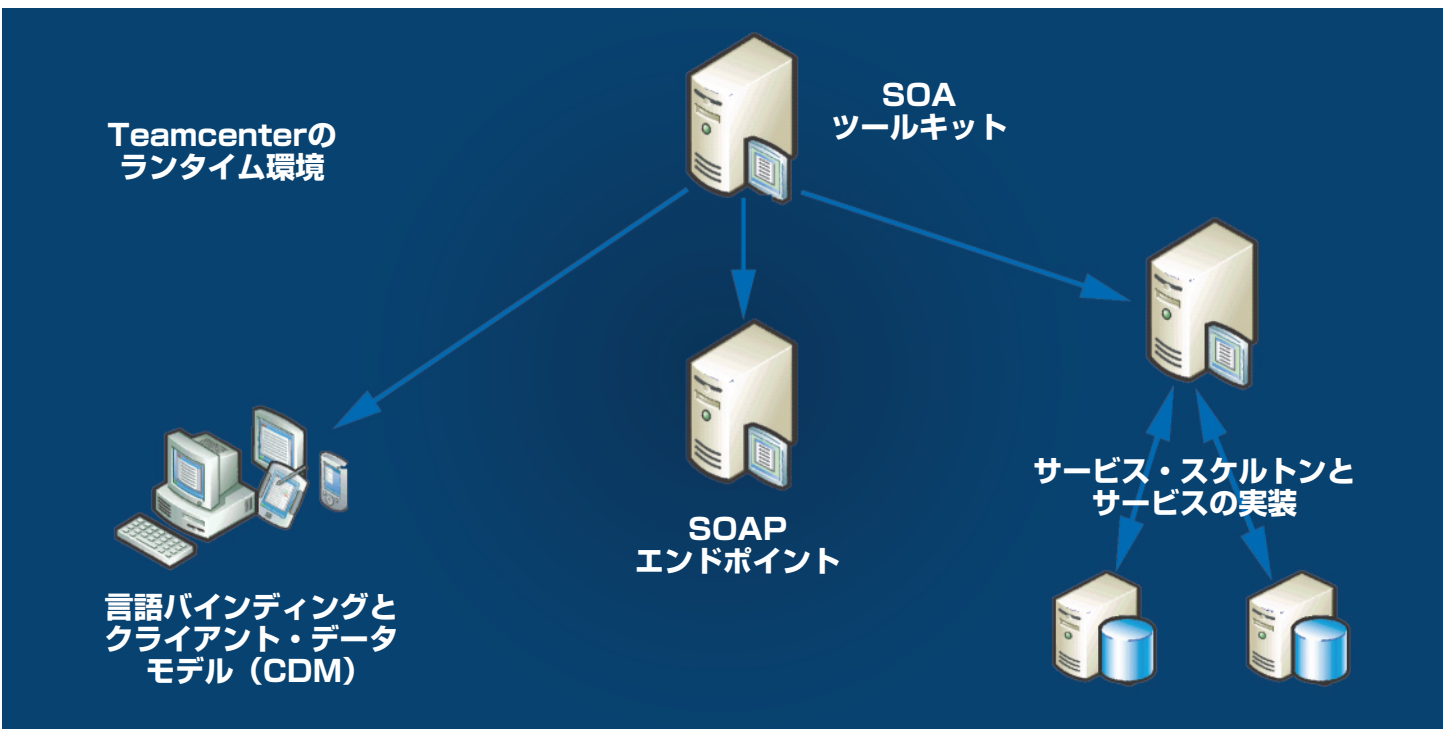 Teamcenterの
ランタイム環境
SOA
ツールキット
言語バインディングと
クライアント・データ
モデル（CDM）
SOAP
エンドポイント
サービス・スケルトンと
サービスの実装